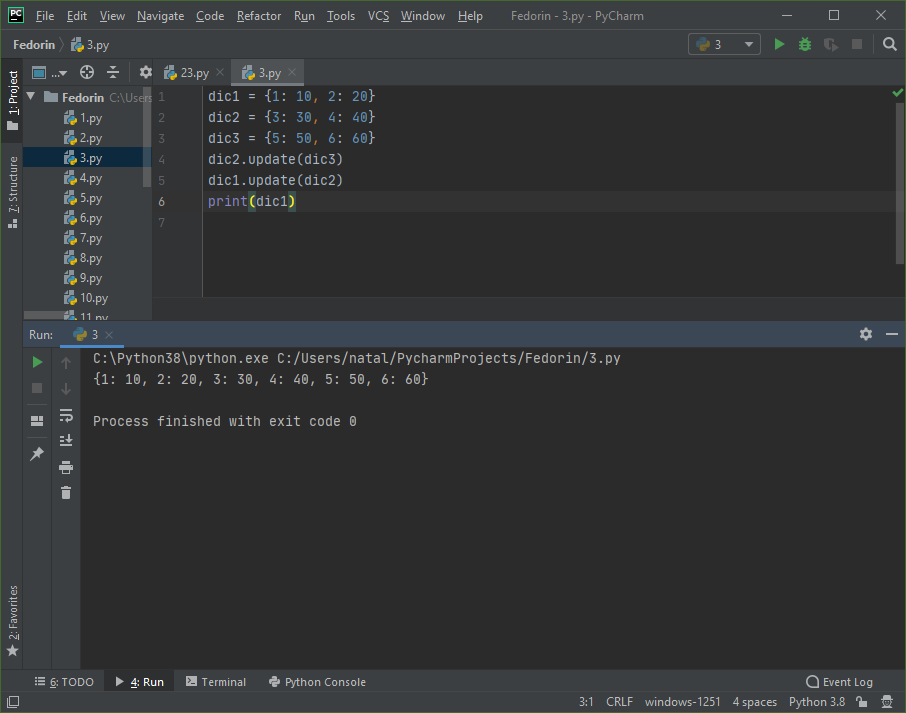 PC File Edit View Navigate Code Refactor Run Tools VCS Window Help Fedorin - 3.py - PyCharm
Fedorin 3.py 3
... 23.py 3.py
1: Project
Fedorin C:\Users
1.py
2.py
3.py
4.py
5.py
6.py
7.py
8.py
9.py
10.py
11.py
7: Structure
1 dic1 = {1: 10, 2: 20}
2 dic2 = {3: 30, 4: 40}
3 dic3 = {5: 50, 6: 60}
4 dic2.update(dic3)
5 dic1.update(dic2)
6 print(dic1)
7
Run: 3
C:\Python38\python.exe C:/Users/natal/PycharmProjects/Fedorin/3.py
{1: 10, 2: 20, 3: 30, 4: 40, 5: 50, 6: 60}
Process finished with exit code 0
2: Favorites
6: TODO 4: Run Terminal Python Console Event Log
3:1 CRLF windows-1251 4 spaces Python 3.8